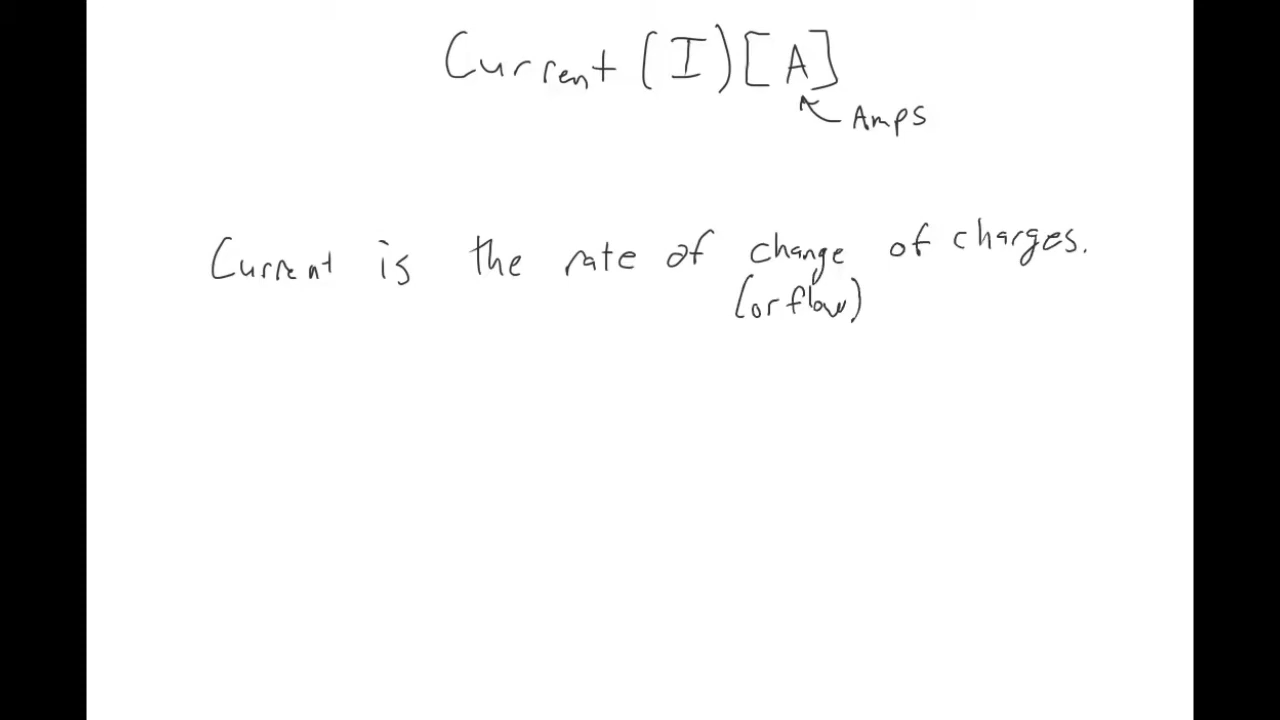 Current (I) [A]
Amps
Current is the rate of change of charges.
(or flow)